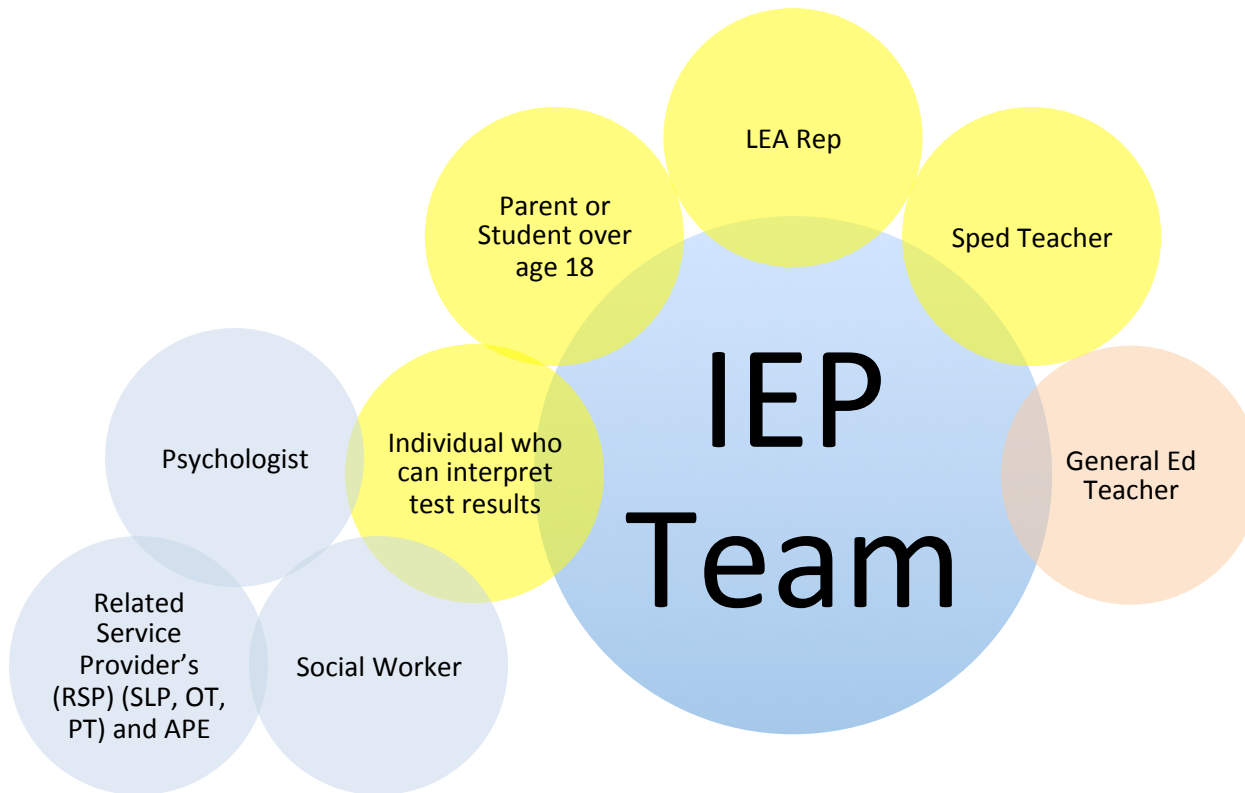 LEA Rep
Parent or
Student over
age 18
Sped Teacher
IEP
Team
Psychologist
Individual who
can interpret
test results
General Ed
Teacher
Related
Service
Provider’s
(RSP) (SLP, OT,
PT) and APE
Social Worker